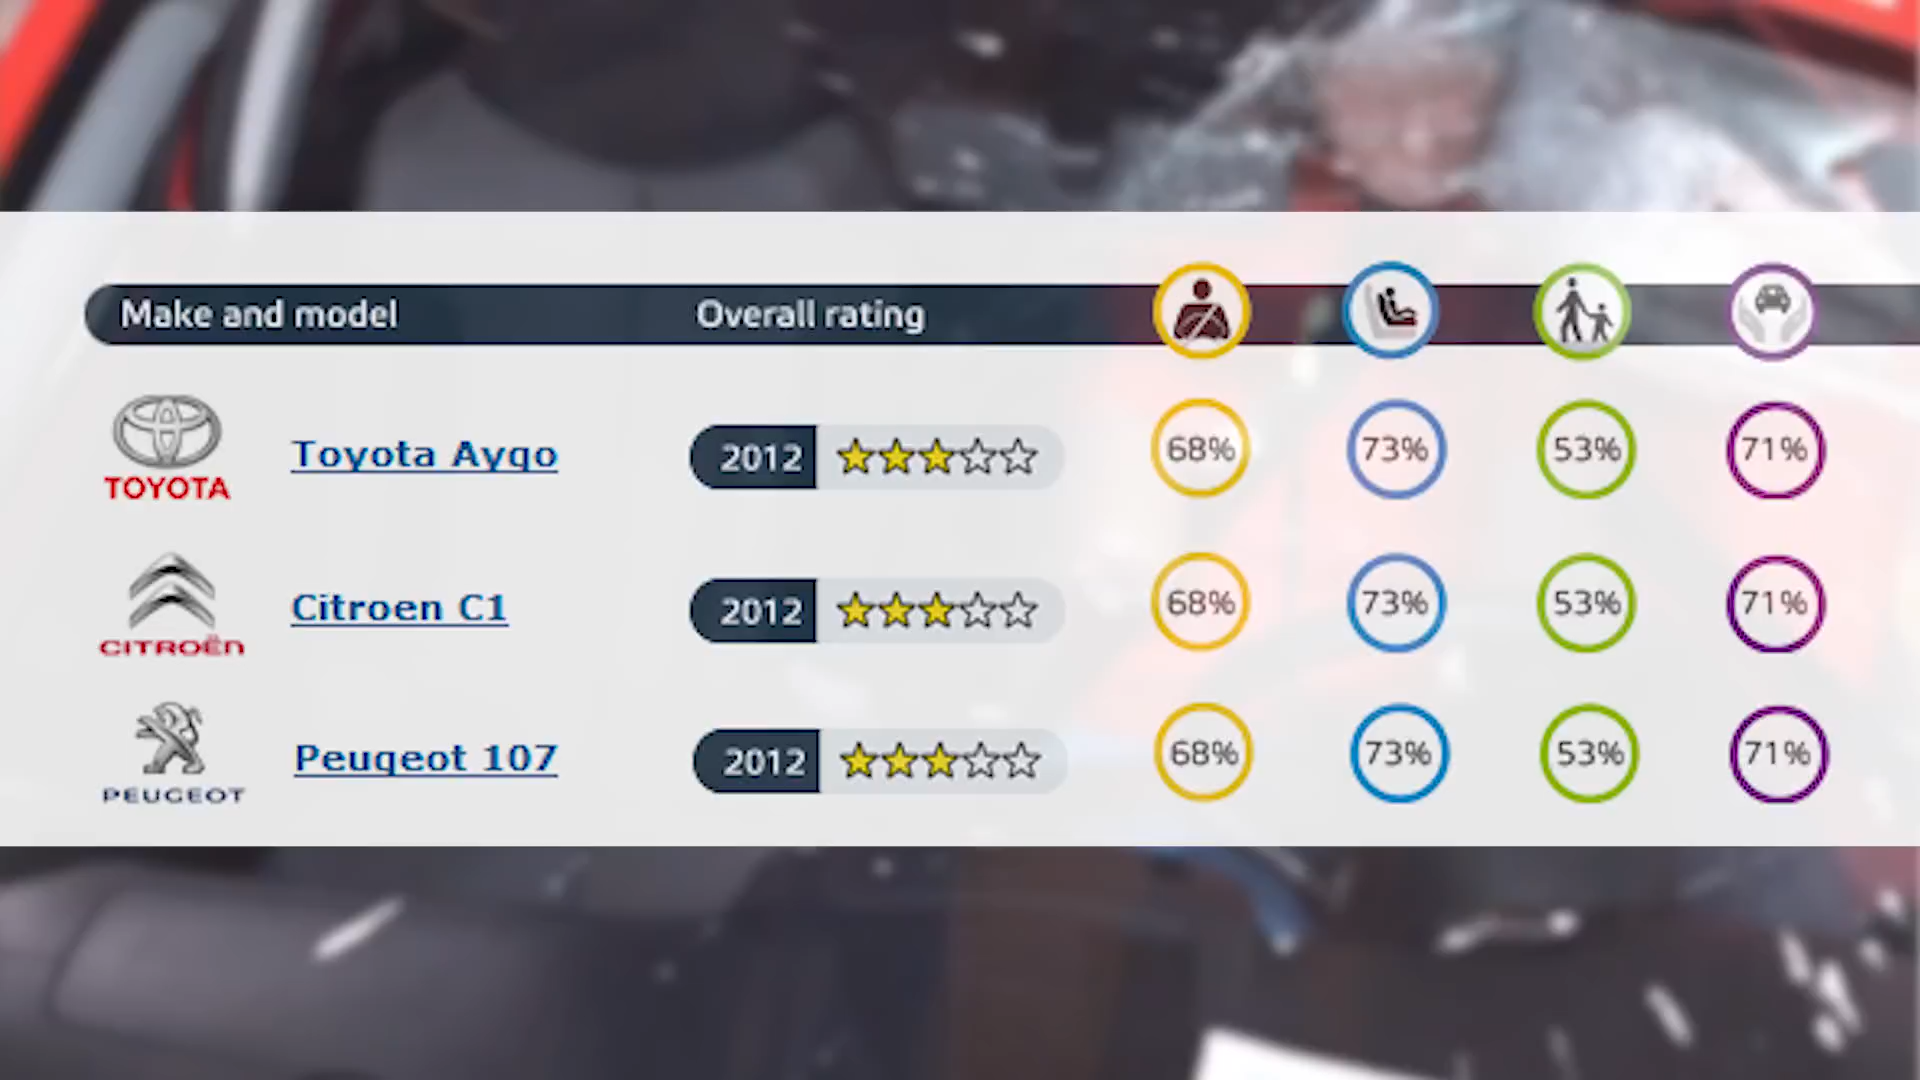 Make and model Overall rating
TOYOTA Toyota Aygo 2012 68% 73% 53% 71%
CITROËN Citroen C1 2012 68% 73% 53% 71%
PEUGEOT Peugeot 107 2012 68% 73% 53% 71%